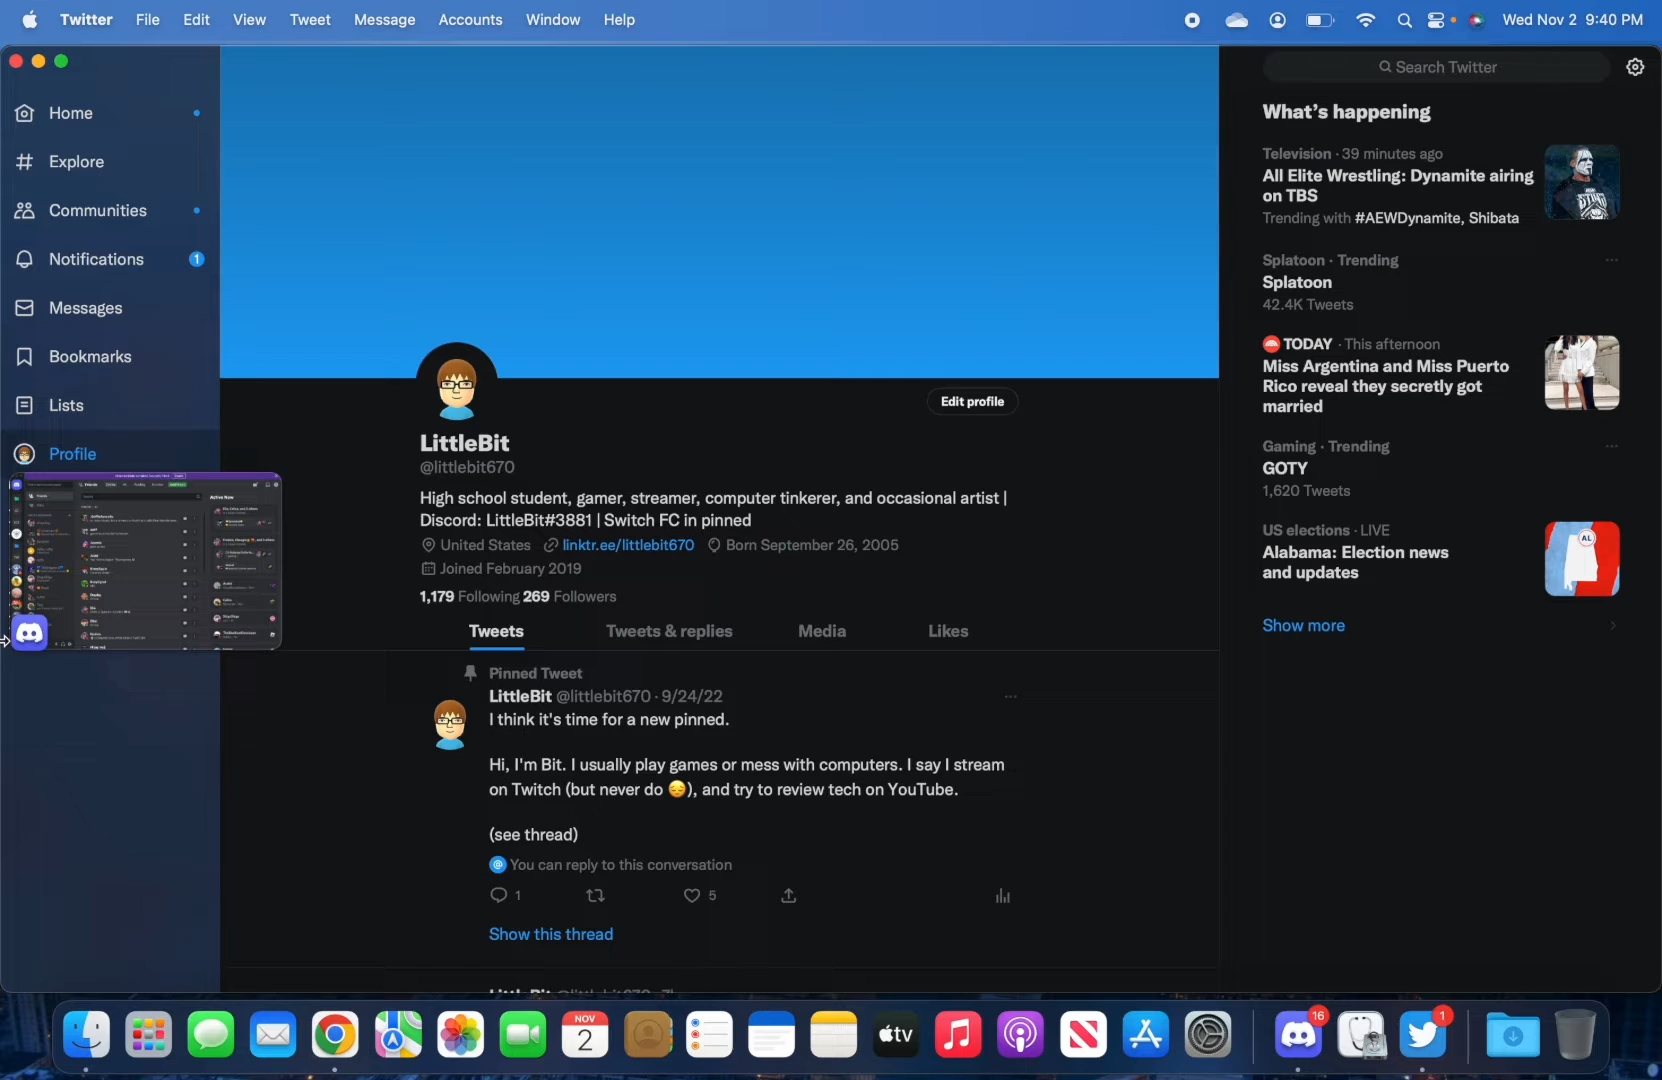 Twitter File Edit View Tweet Message Accounts Window Help Wed Nov 2 9:40 PM
Home
Explore
Communities
Notifications 1
Messages
Bookmarks
Lists
Profile
Edit profile
LittleBit
@littlebit670
High school student, gamer, streamer, computer tinkerer, and occasional artist |
Discord: LittleBit#3881 | Switch FC in pinned
United States linktr.ee/littlebit670 Born September 26, 2005
Joined February 2019
1,179 Following 269 Followers
Tweets Tweets & replies Media Likes
Pinned Tweet
LittleBit @littlebit670 · 9/24/22
I think it's time for a new pinned.
Hi, I'm Bit. I usually play games or mess with computers. I say I stream
on Twitch (but never do 😔), and try to review tech on YouTube.
(see thread)
You can reply to this conversation
1 5
Show this thread
Search Twitter
What's happening
Television · 39 minutes ago
All Elite Wrestling: Dynamite airing
on TBS
Trending with #AEWDynamite, Shibata
Splatoon · Trending
Splatoon
42.4K Tweets
TODAY · This afternoon
Miss Argentina and Miss Puerto
Rico reveal they secretly got
married
Gaming · Trending
GOTY
1,620 Tweets
US elections · LIVE
Alabama: Election news
and updates
AL
Show more
NOV
2
tv
16
1